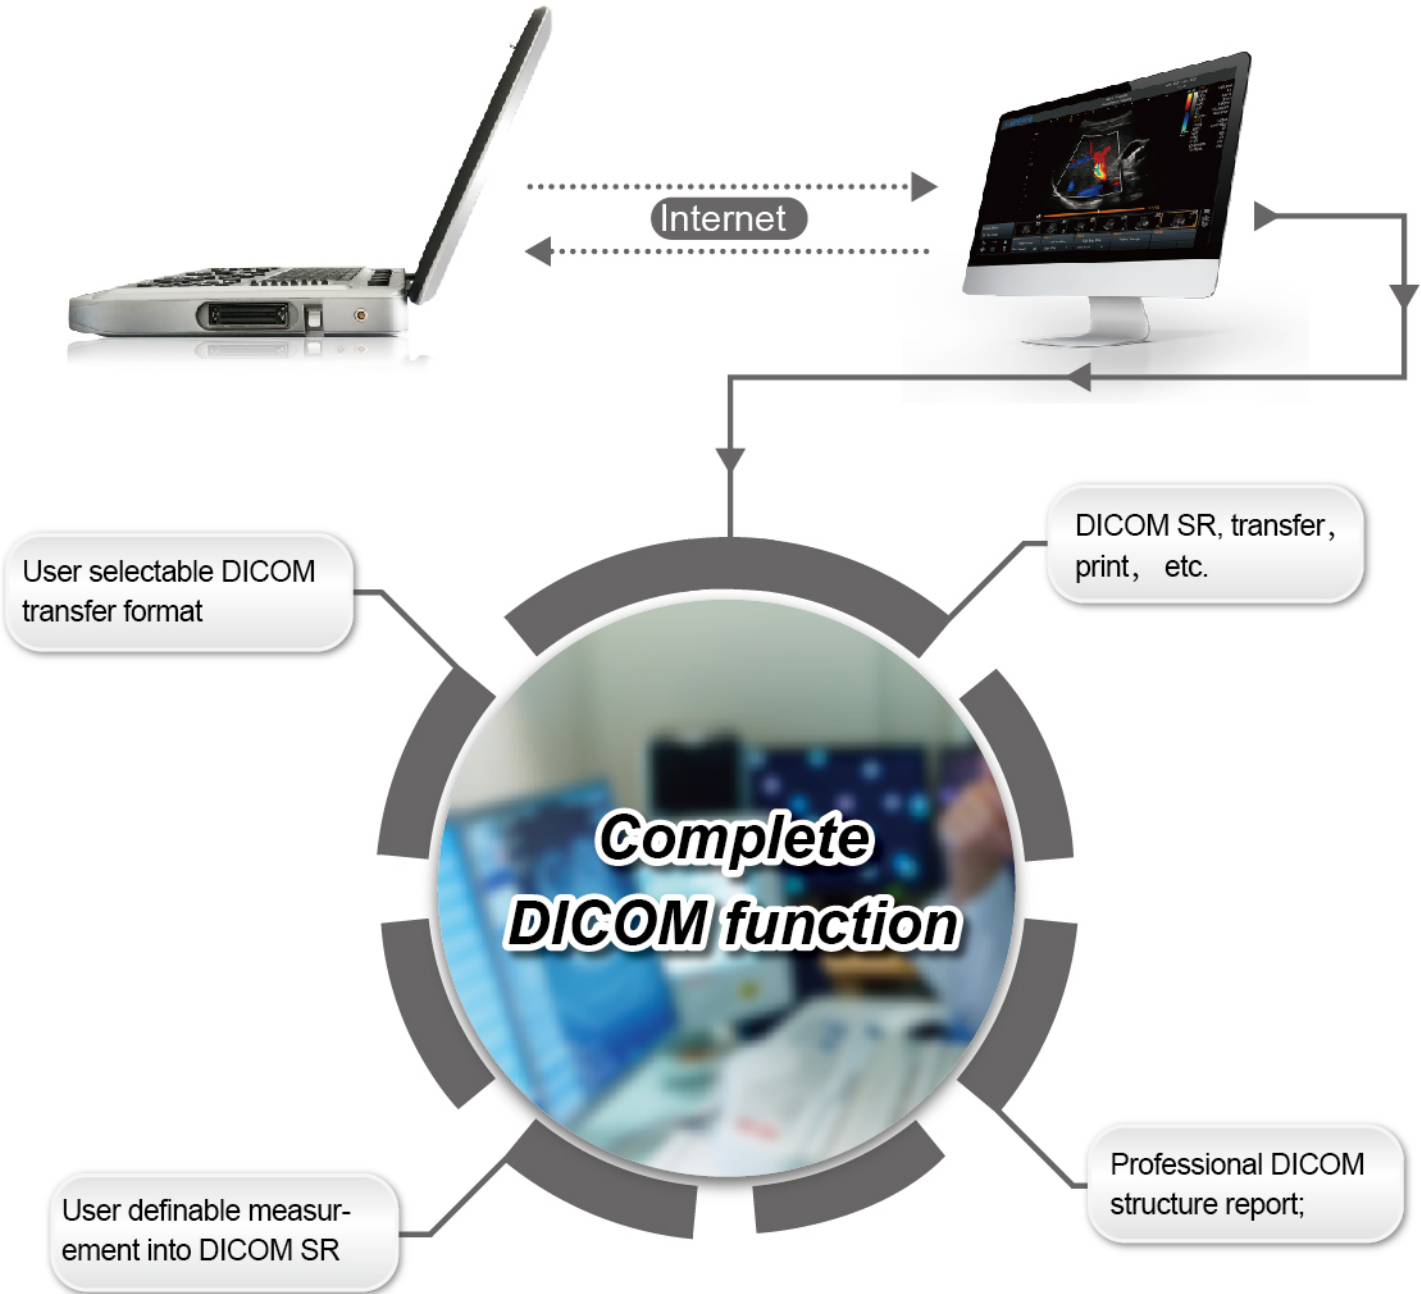 Internet
DICOM SR, transfer，
print， etc.
User selectable DICOM
transfer format
Complete
DICOM function
Professional DICOM
structure report;
User definable measur-
ement into DICOM SR